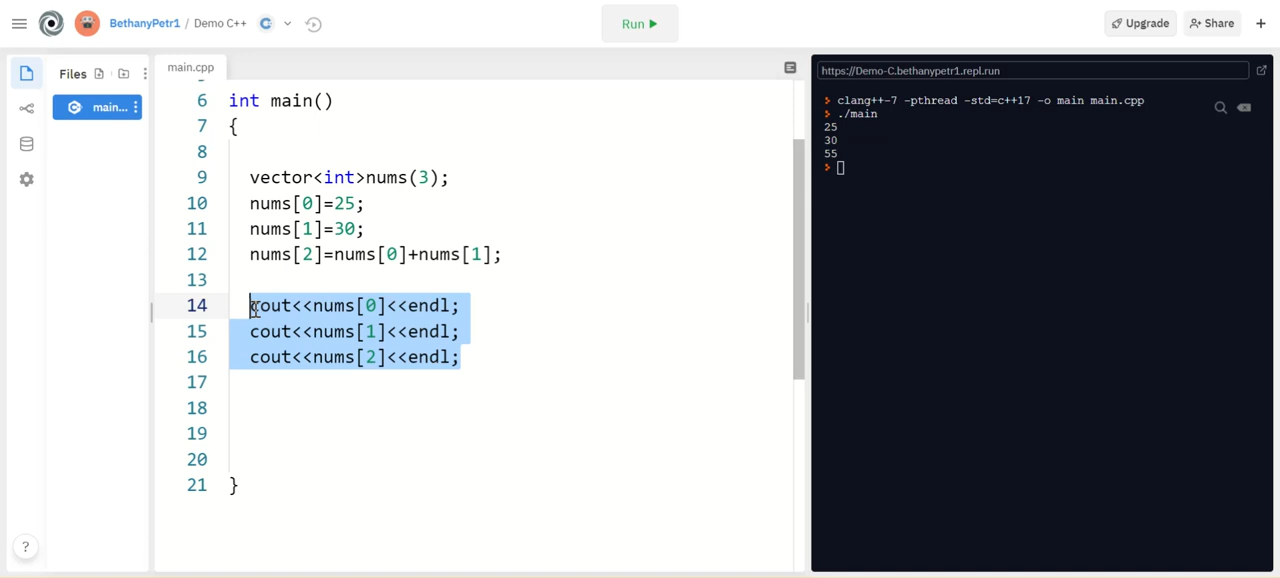 BethanyPetr1 / Demo C++
Run
Upgrade
Share
Files
main...
main.cpp
6 int main()
7 {
8
9 vector<int>nums(3);
10 nums[0]=25;
11 nums[1]=30;
12 nums[2]=nums[0]+nums[1];
13
14 cout<<nums[0]<<endl;
15 cout<<nums[1]<<endl;
16 cout<<nums[2]<<endl;
17
18
19
20
21 }
?
https://Demo-C.bethanypetr1.repl.run
clang++-7 -pthread -std=c++17 -o main main.cpp
./main
25
30
55